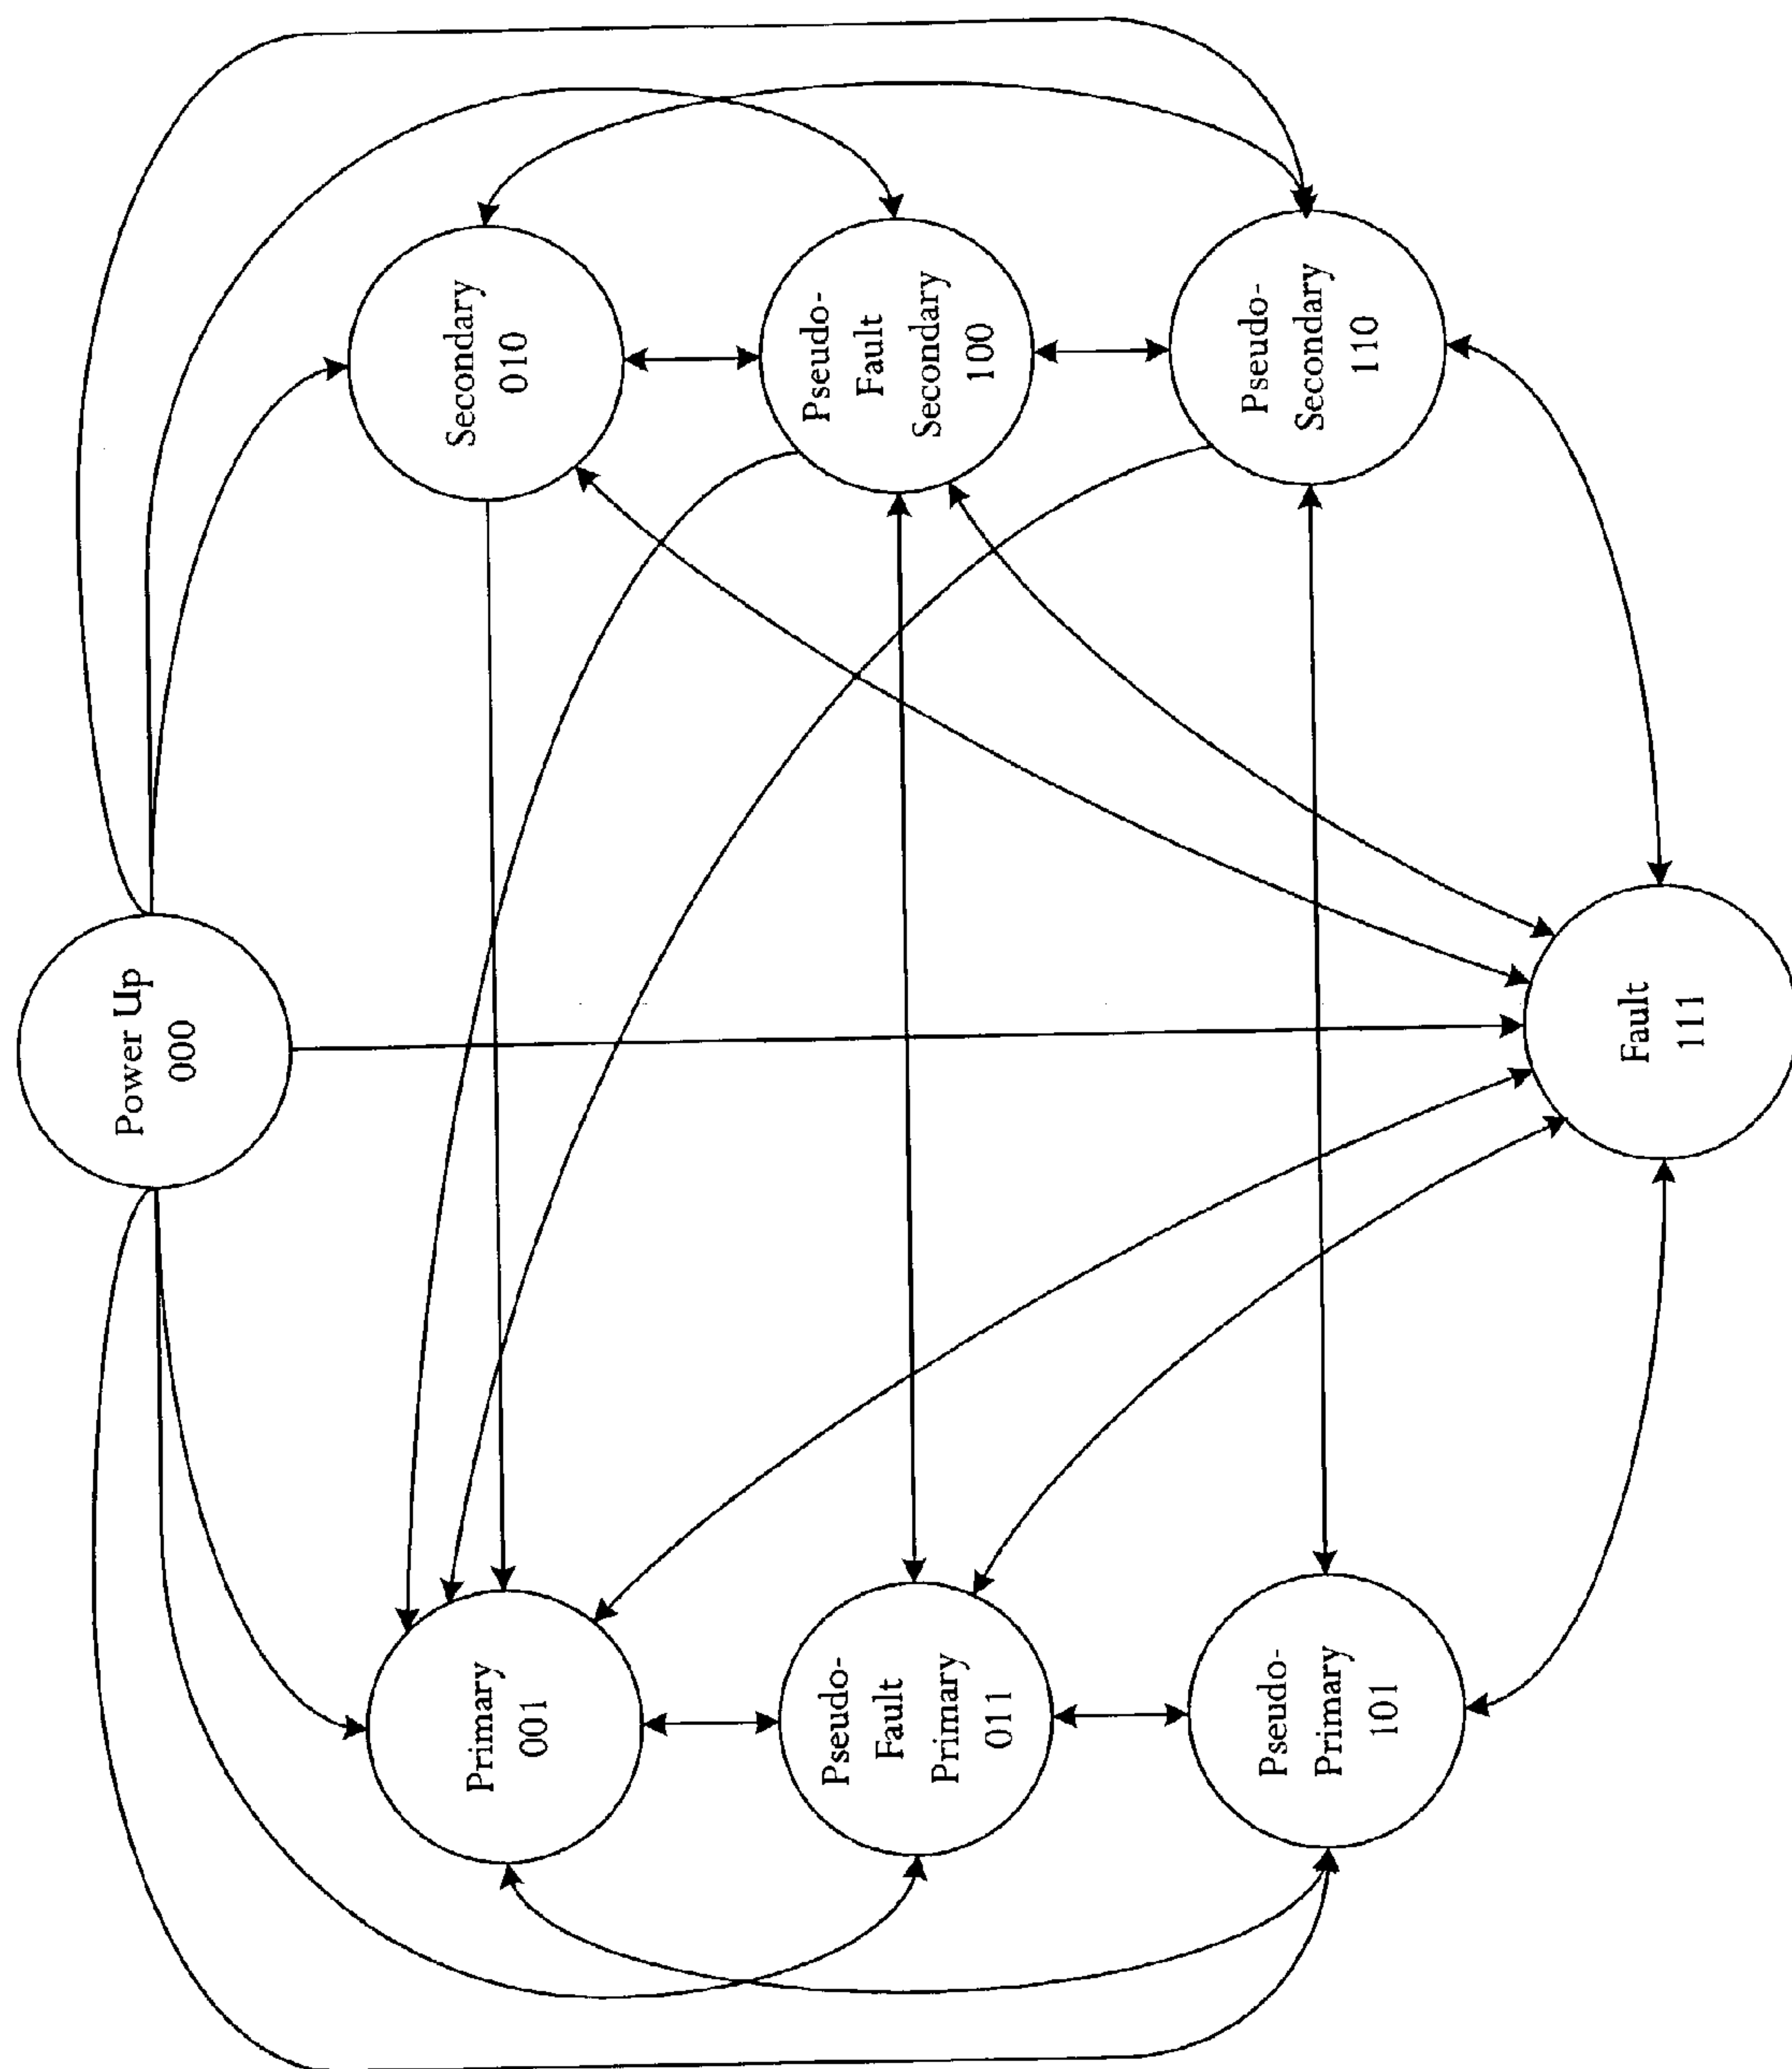 Power Up
000
Secondary
010
Pseudo-
Fault
Secondary
100
Pseudo-
Secondary
110
Primary
001
Pseudo-
Fault
Primary
011
Pseudo-
Primary
101
Fault
111